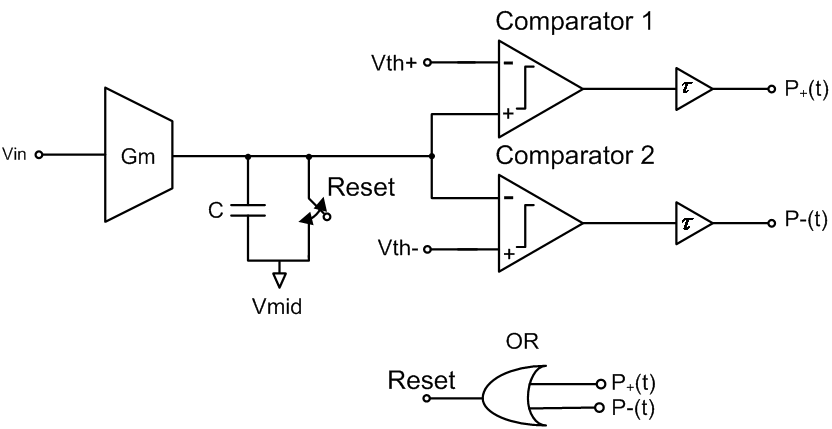 Comparator 1
Vth+
-
+
τ
P+(t)
Vin
Gm
Comparator 2
C
Reset
-
+
Vth-
τ
P-(t)
Vmid
OR
Reset
P+(t)
P-(t)